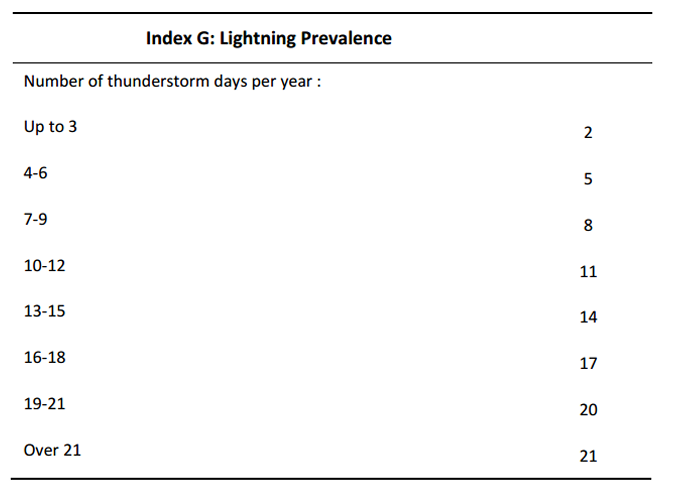 Index G: Lightning Prevalence
Number of thunderstorm days per year :
Up to 3 2
4-6 5
7-9 8
10-12 11
13-15 14
16-18 17
19-21 20
Over 21 21